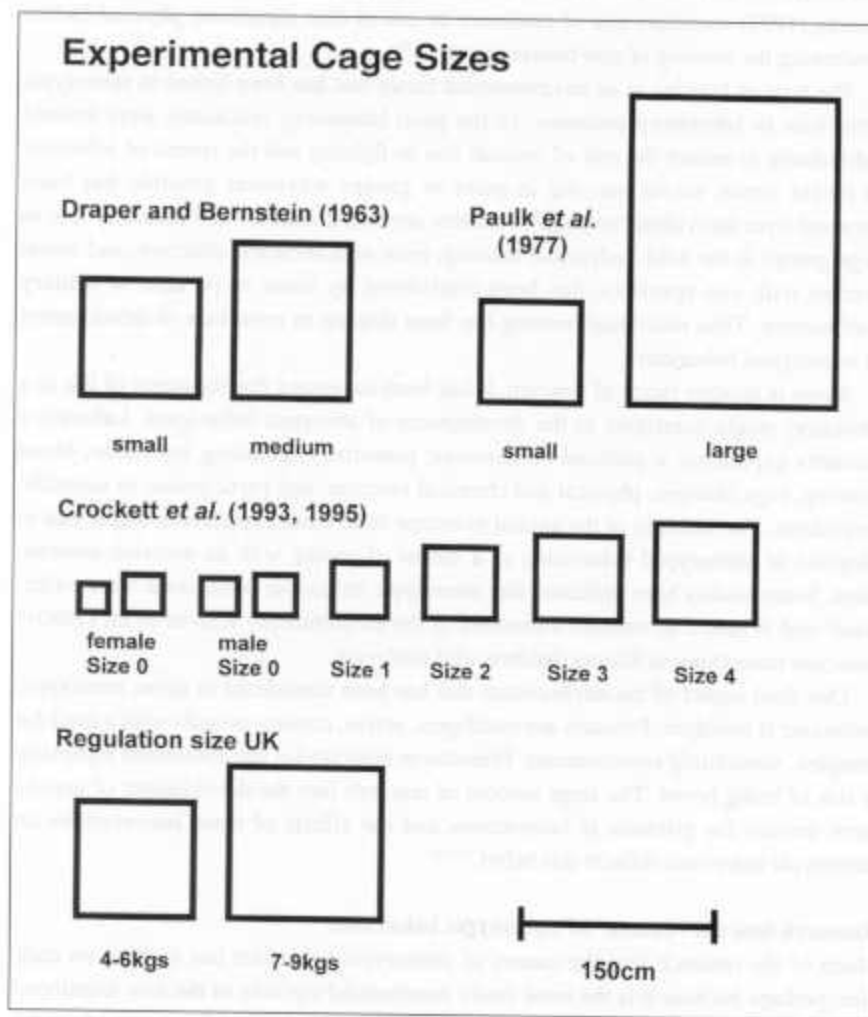 Experimental Cage Sizes
Draper and Bernstein (1963)
Paulk et al.
(1977)
small
medium
small
large
Crockett et al. (1993, 1995)
female
Size 0
male
Size 0
Size 1
Size 2
Size 3
Size 4
Regulation size UK
4-6kgs
7-9kgs
150cm